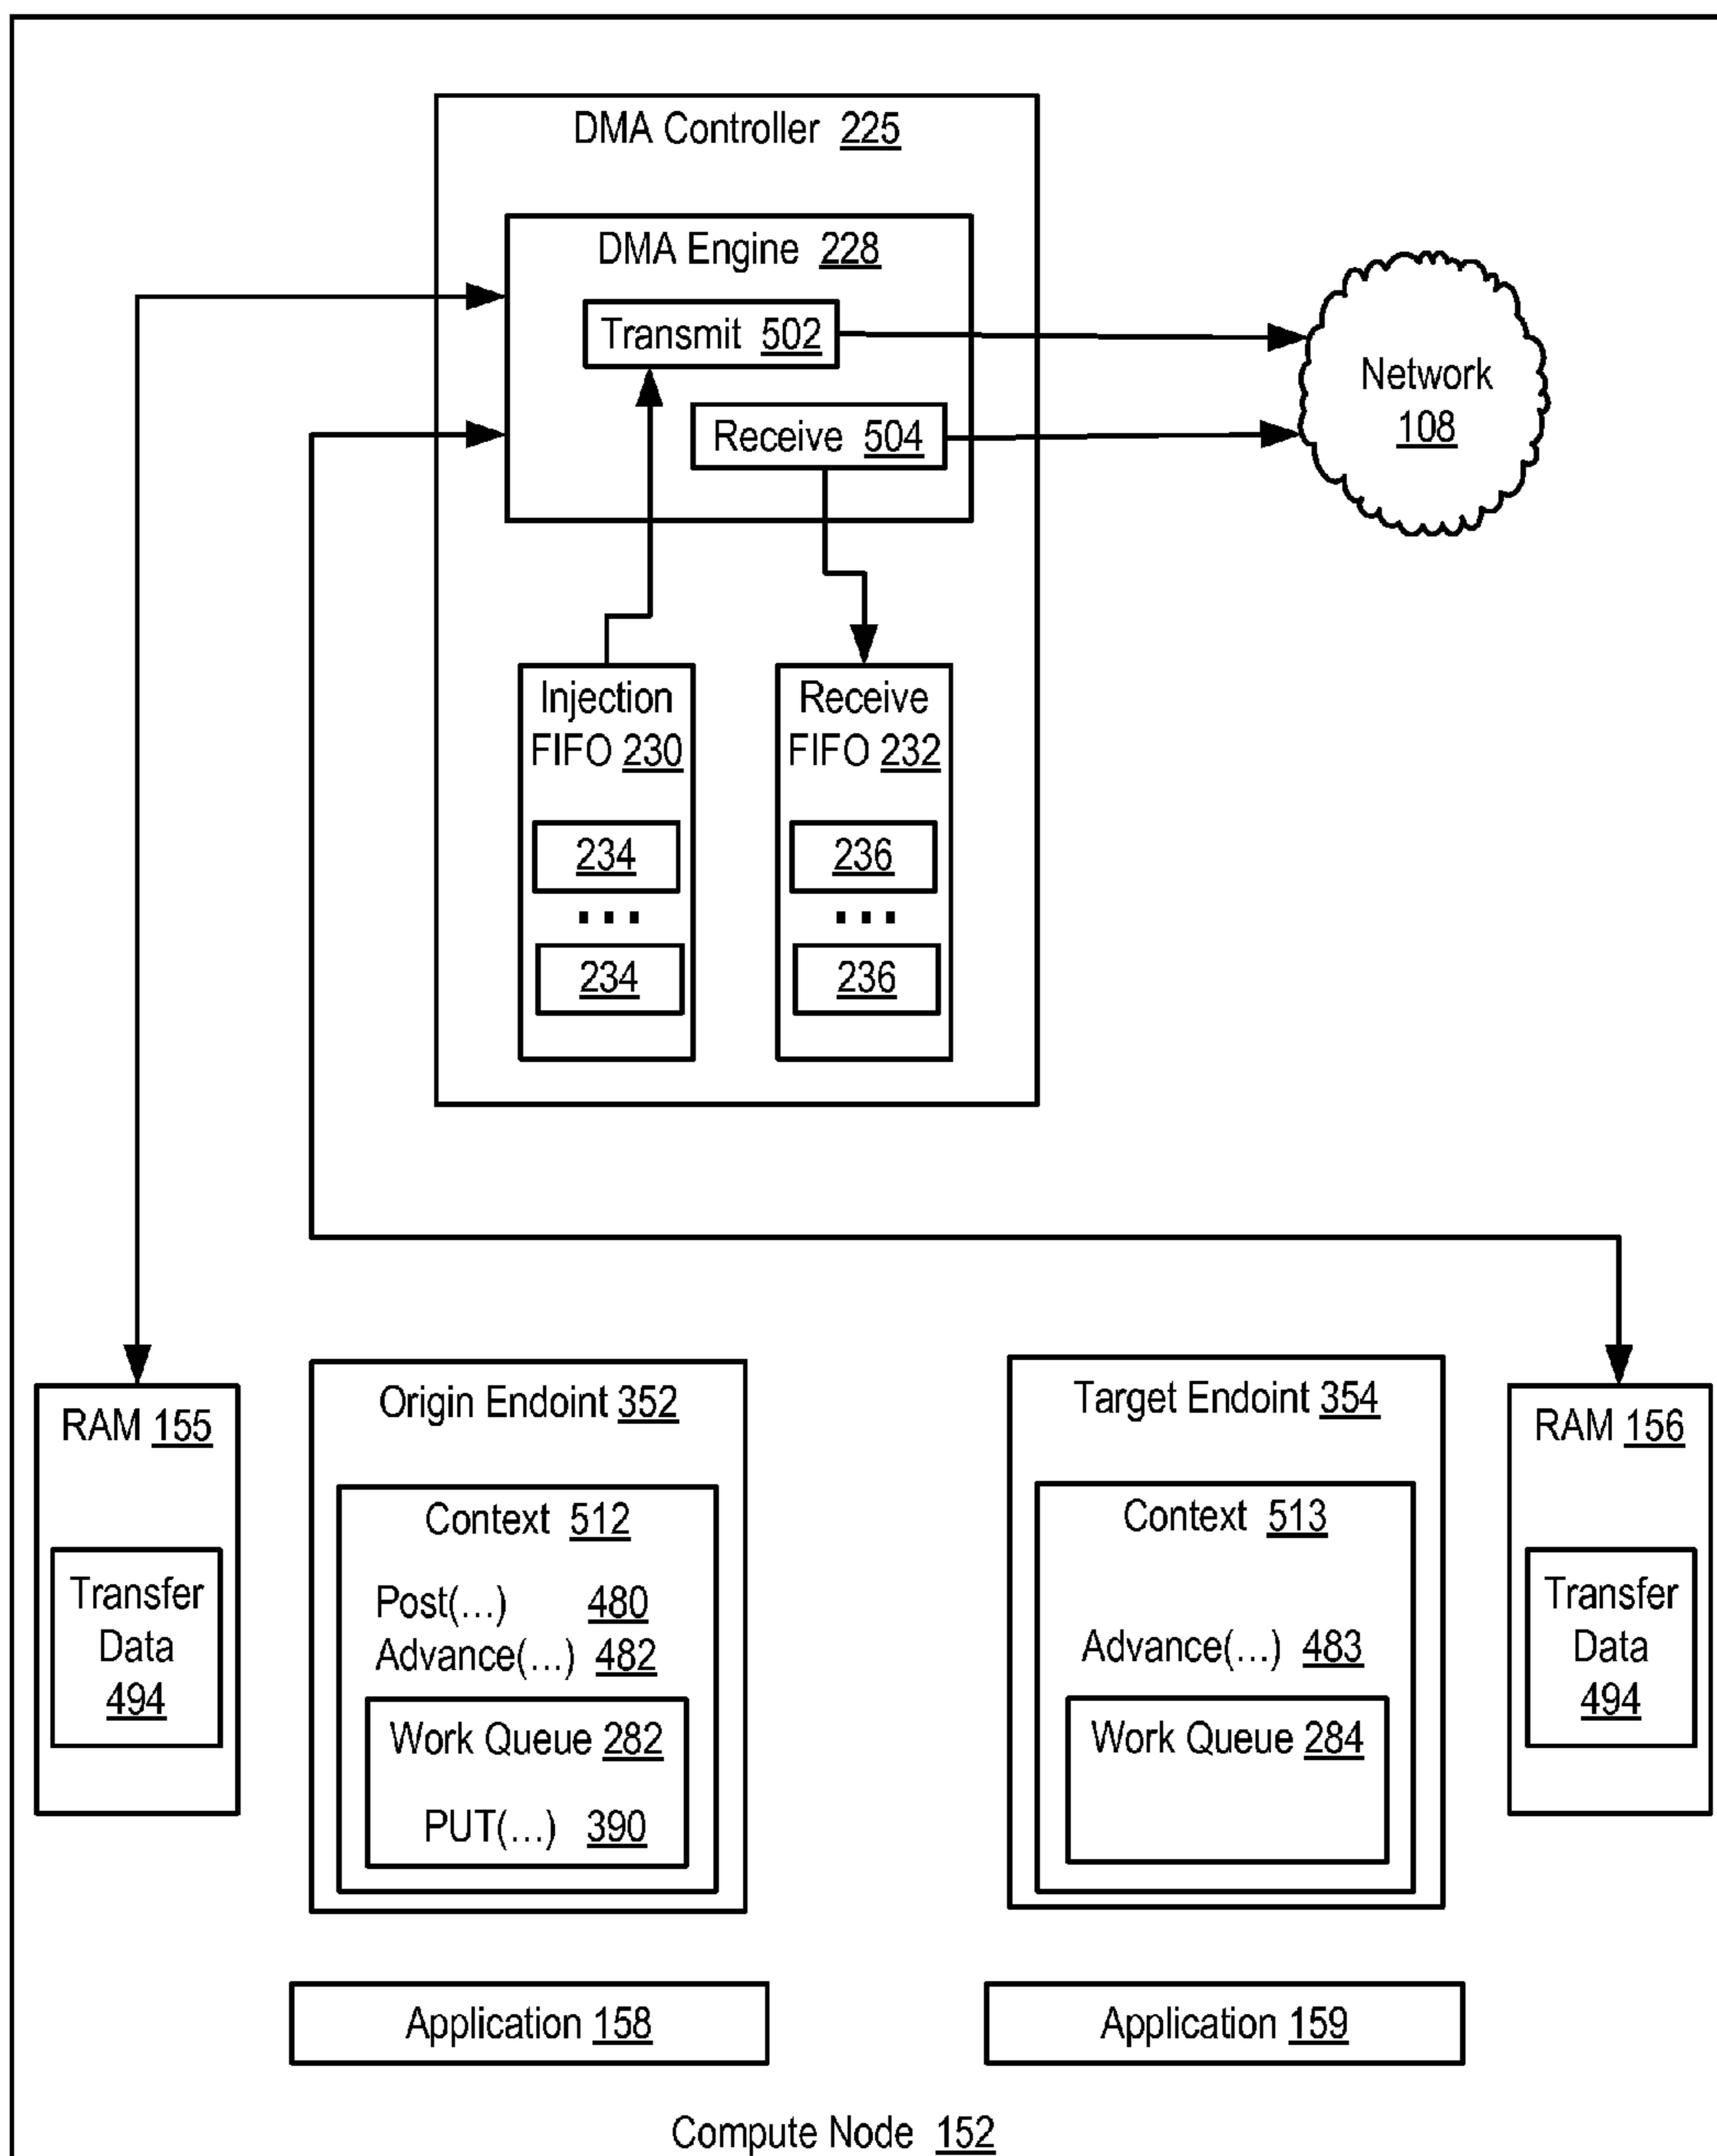 DMA Controller 225
DMA Engine 228
Transmit 502
Receive 504
Network
108
Injection
FIFO 230
234
...
234
Receive
FIFO 232
236
...
236
RAM 155
Transfer
Data
494
Origin Endoint 352
Context 512
Post(...) 480
Advance(...) 482
Work Queue 282
PUT(...) 390
Target Endoint 354
Context 513
Advance(...) 483
Work Queue 284
RAM 156
Transfer
Data
494
Application 158
Application 159
Compute Node 152